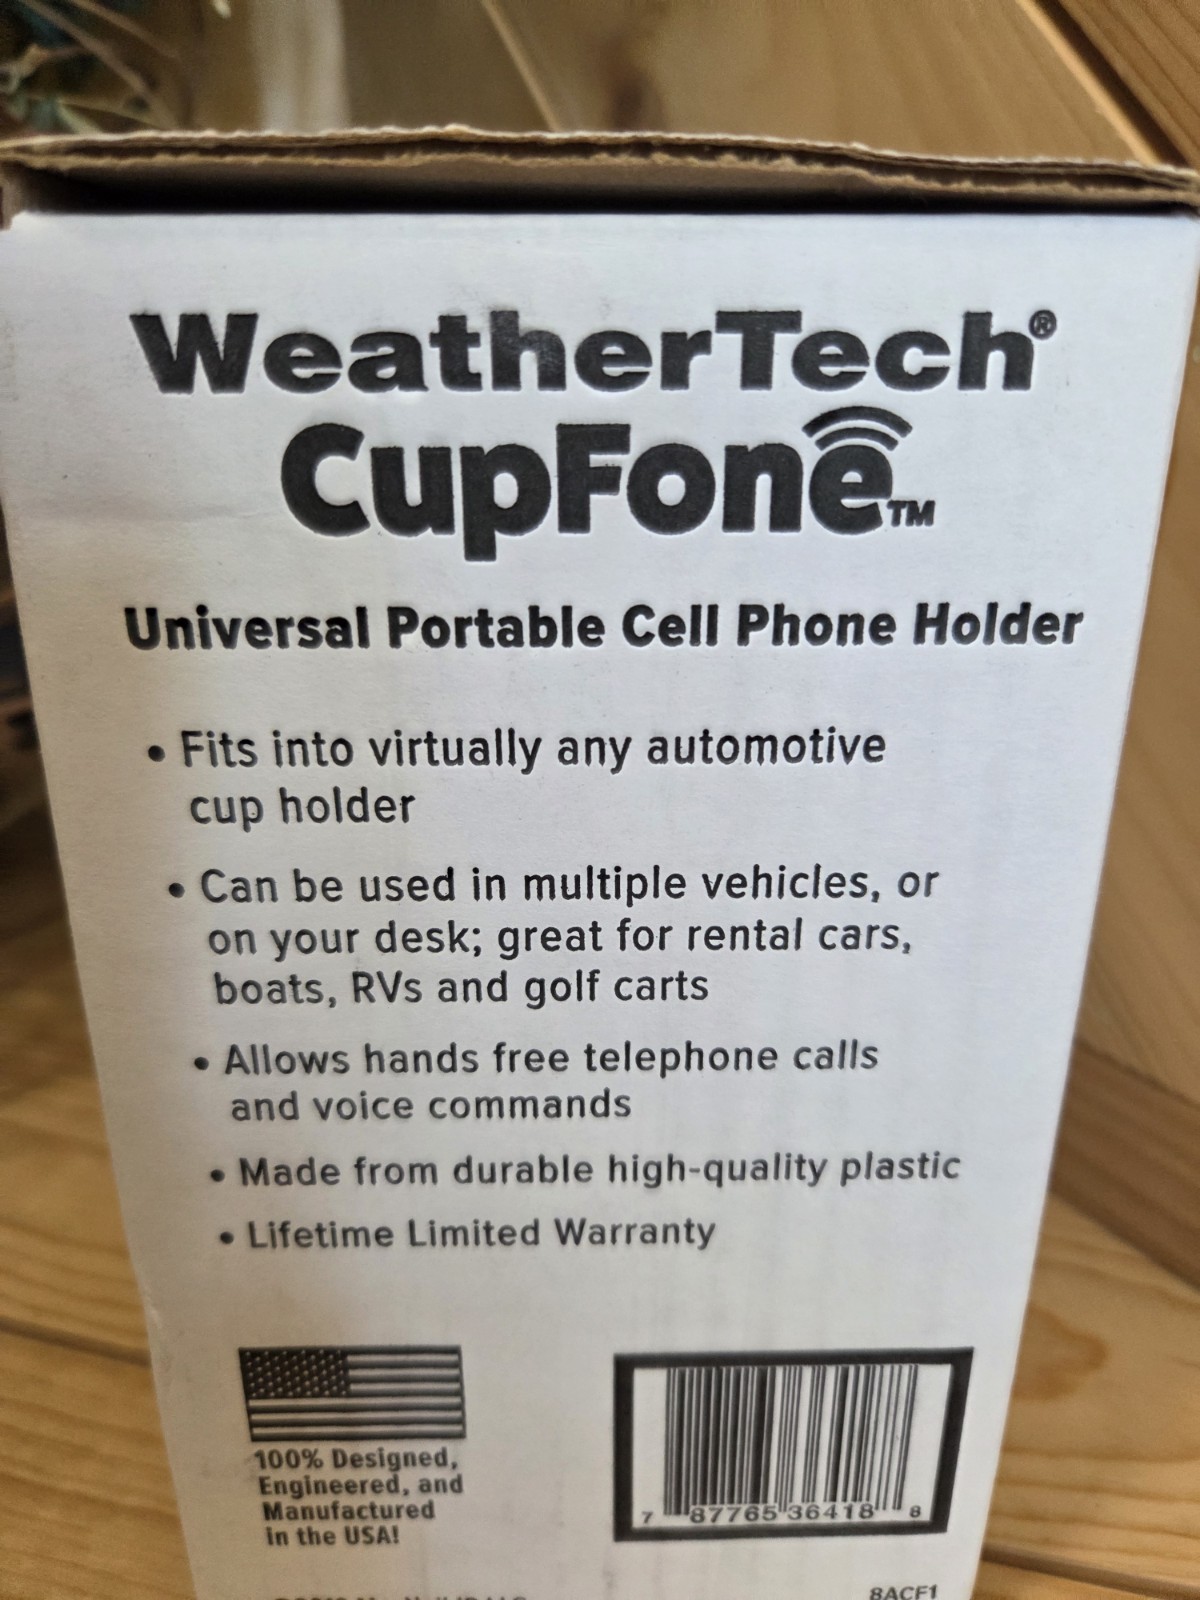 WeatherTech®
CupFone™
Universal Portable Cell Phone Holder
• Fits into virtually any automotive
cup holder
• Can be used in multiple vehicles, or
on your desk; great for rental cars,
boats, RVs and golf carts
• Allows hands free telephone calls
and voice commands
• Made from durable high-quality plastic
• Lifetime Limited Warranty
100% Designed,
Engineered, and
Manufactured
in the USA!
7 87765 36418 8
8ACF1